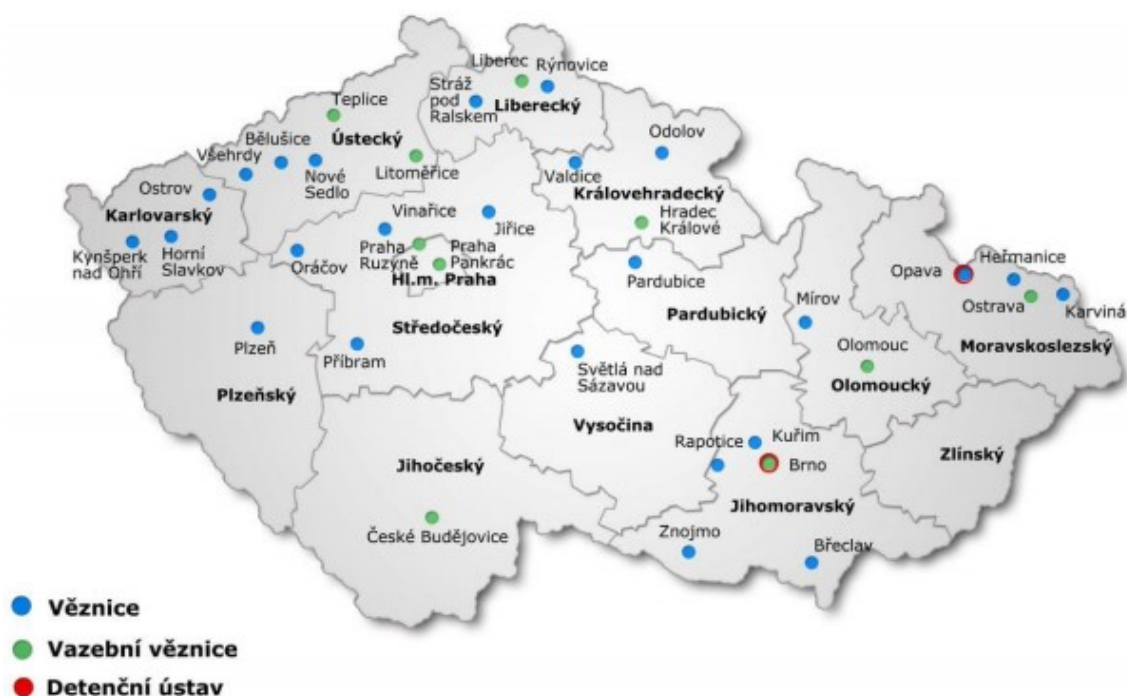 Liberec
Rýnovice
Stráž
pod
Ralskem
Liberecký
Teplice
Ústecký
Bělušice
Všehrdy
Nové
Sedlo
Litoměřice
Odolov
Valdice
Královehradecký
Hradec
Králové
Ostrov
Karlovarský
Kynšperk
nad Ohří
Horní
Slavkov
Vinařice
Jiřice
Oráčov
Praha
Ruzyně
Praha
Pankrác
Hl.m. Praha
Středočeský
Pardubice
Pardubický
Mírov
Opava
Heřmanice
Ostrava
Karviná
Moravskoslezský
Olomouc
Olomoucký
Plzeň
Plzeňský
Příbram
Světlá nad
Sázavou
Vysočina
Rapotice
Kuřim
Brno
Zlínský
Jihočeský
Jihomoravský
České Budějovice
Znojmo
Břeclav
Věznice
Vazební věznice
Detenční ústav